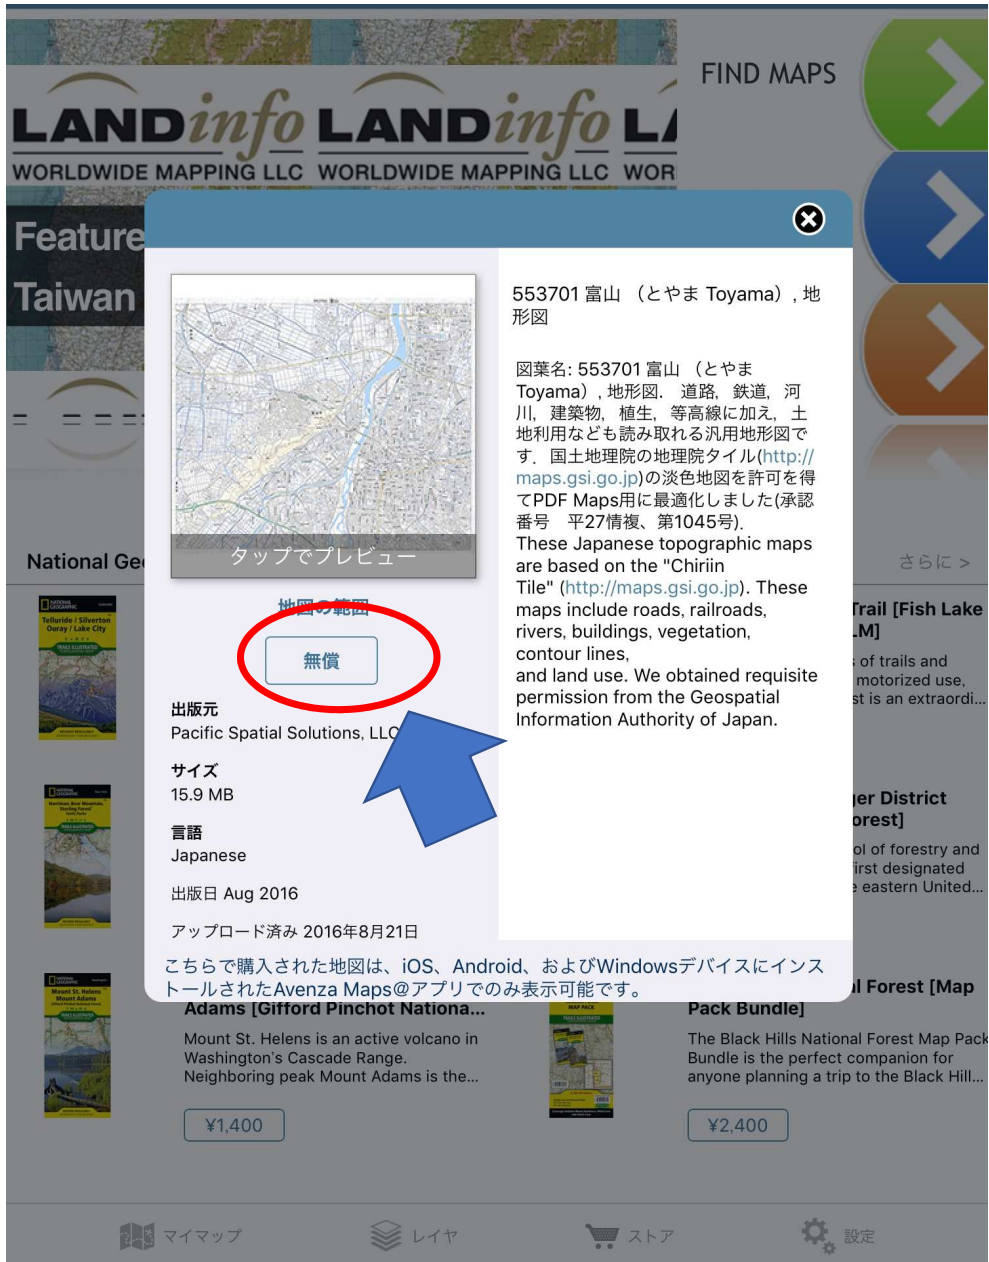 FIND MAPS
LANDinfo LANDinfo LA
WORLDWIDE MAPPING LLC WORLDWIDE MAPPING LLC WOR
Feature
Taiwan
553701 富山 （とやま Toyama）, 地
形図
図葉名: 553701 富山 （とやま
Toyama）, 地形図． 道路， 鉄道， 河
川， 建築物， 植生， 等高線に加え， 土
地利用なども読み取れる汎用地形図で
す． 国土地理院の地理院タイル(http://
maps.gsi.go.jp)の淡色地図を許可を得
てPDF Maps用に最適化しました(承認
番号 平27情複、第1045号).
These Japanese topographic maps
are based on the "Chiriin
Tile" (http://maps.gsi.go.jp). These
maps include roads, railroads,
rivers, buildings, vegetation,
contour lines,
and land use. We obtained requisite
permission from the Geospatial
Information Authority of Japan.
タップでプレビュー
地図の範囲
無償
出版元
Pacific Spatial Solutions, LLC
サイズ
15.9 MB
言語
Japanese
出版日 Aug 2016
アップロード済み 2016年8月21日
こちらで購入された地図は、iOS、Android、およびWindowsデバイスにインス
トールされたAvenza Maps@アプリでのみ表示可能です。
National Geo
さらに >
Telluride / Silverton
Ouray / Lake City
Trail [Fish Lake
LM]
s of trails and
motorized use,
st is an extraordi...
ger District
orest]
ol of forestry and
first designated
e eastern United...
Mount St. Helens
Mount Adams
Adams [Gifford Pinchot Nationa...
Mount St. Helens is an active volcano in
Washington's Cascade Range.
Neighboring peak Mount Adams is the...
¥1,400
MAP PACK
al Forest [Map
Pack Bundle]
The Black Hills National Forest Map Pack
Bundle is the perfect companion for
anyone planning a trip to the Black Hill...
¥2,400
マイマップ
レイヤ
ストア
設定